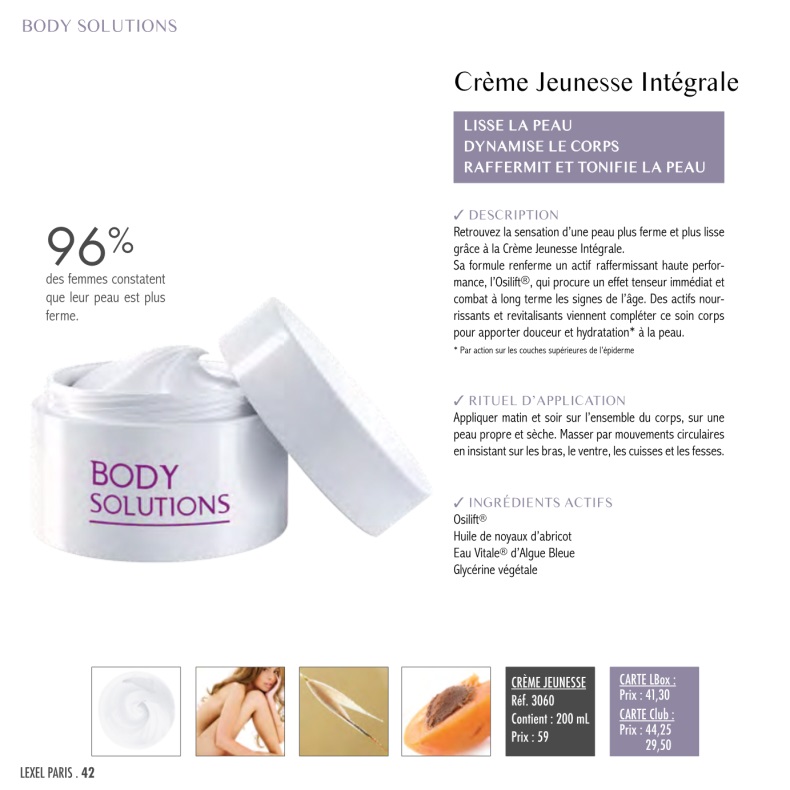 BODY SOLUTIONS
Crème Jeunesse Intégrale
LISSE LA PEAU
DYNAMISE LE CORPS
RAFFERMIT ET TONIFIE LA PEAU
96%
des femmes constatent
que leur peau est plus
ferme.
✓ DESCRIPTION
Retrouvez la sensation d'une peau plus ferme et plus lisse
grâce à la Crème Jeunesse Intégrale.
Sa formule renferme un actif raffermissant haute perfor-
mance, l'Osilift®, qui procure un effet tenseur immédiat et
combat à long terme les signes de l'âge. Des actifs nour-
rissants et revitalisants viennent compléter ce soin corps
pour apporter douceur et hydratation* à la peau.
* Par action sur les couches supérieures de l'épiderme
✓ RITUEL D'APPLICATION
Appliquer matin et soir sur l'ensemble du corps, sur une
peau propre et sèche. Masser par mouvements circulaires
en insistant sur les bras, le ventre, les cuisses et les fesses.
✓ INGRÉDIENTS ACTIFS
Osilift®
Huile de noyaux d'abricot
Eau Vitale® d'Algue Bleue
Glycérine végétale
BODY
SOLUTIONS
CRÈME JEUNESSE
Réf. 3060
Contient : 200 mL
Prix : 59
CARTE LBox :
Prix : 41,30
CARTE Club :
Prix : 44,25
29,50
LEXEL PARIS . 42